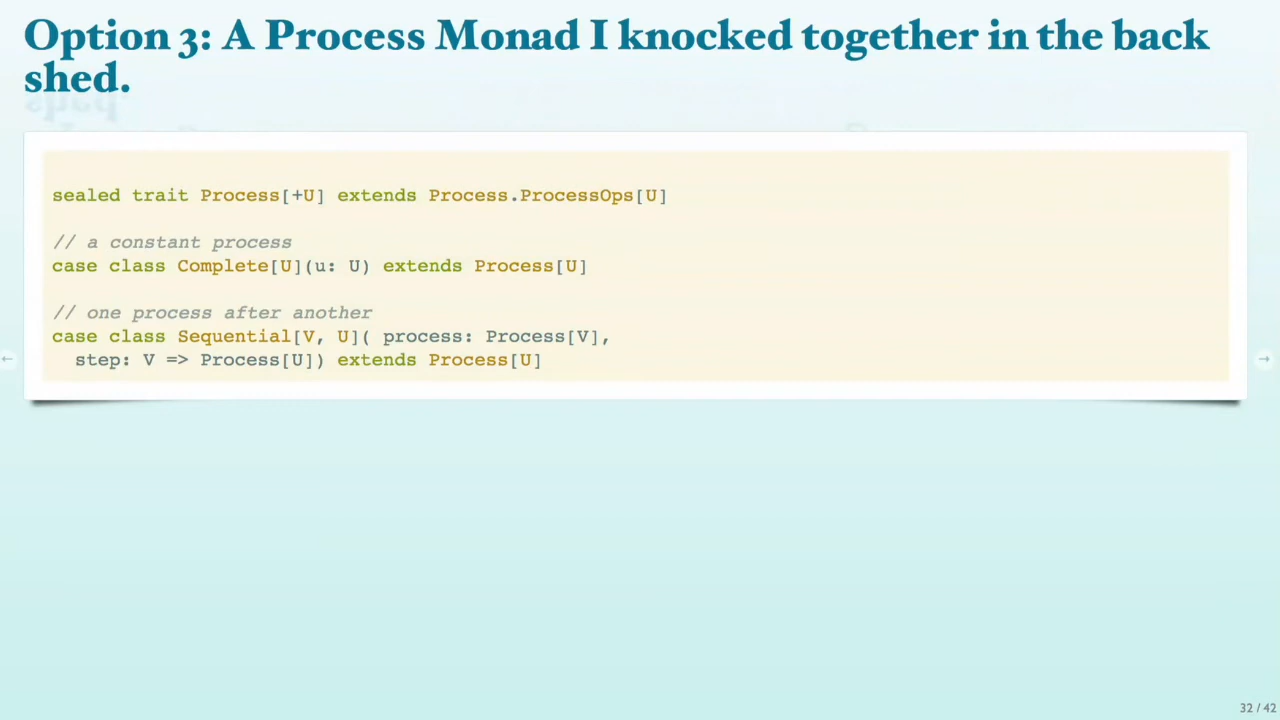 Option 3: A Process Monad I knocked together in the back
shed.
sealed trait Process[+U] extends Process.ProcessOps[U]
// a constant process
case class Complete[U](u: U) extends Process[U]
// one process after another
case class Sequential[V, U]( process: Process[V],
step: V => Process[U]) extends Process[U]
←
→
32 / 42